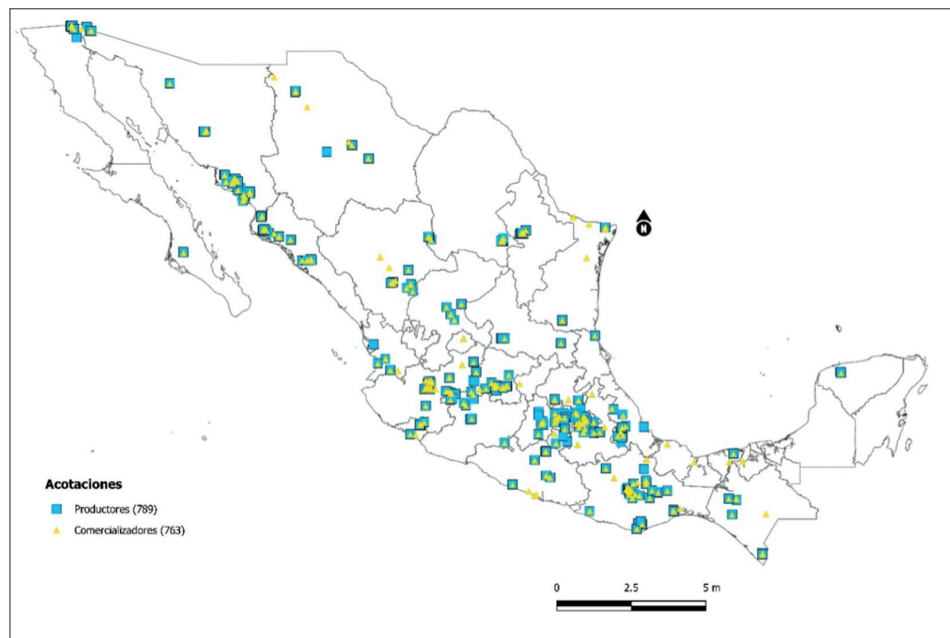 N
Acotaciones
Productores (789)
Comercializadores (763)
0 2.5 5 m